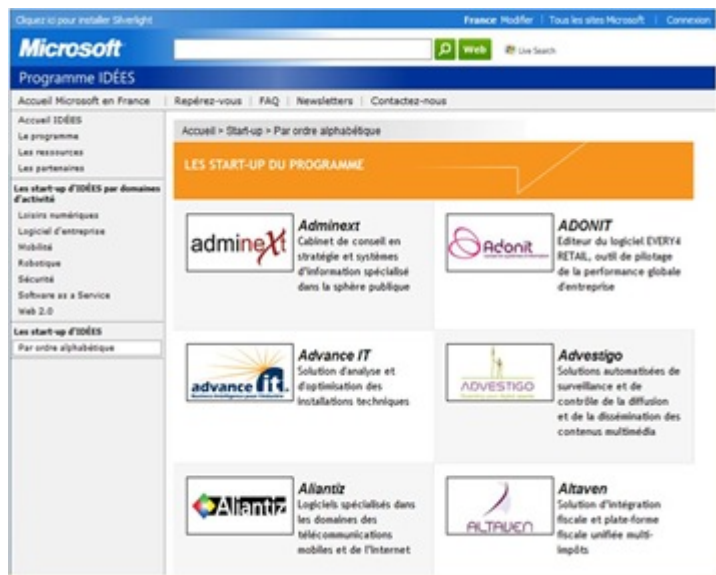 Cliquez ici pour installer Silverlight
France Modifier | Tous les sites Microsoft | Connexion
Microsoft
Web
Live Search
Programme IDÉES
Accueil Microsoft en France | Repérez-vous | FAQ | Newsletters | Contactez-nous
Accueil IDÉES
Le programme
Les ressources
Les partenaires
Les start-up d'IDÉES par domaines
d'activité
Loisirs numériques
Logiciel d'entreprise
Mobilité
Robotique
Sécurité
Software as a Service
Web 2.0
Les start-up d'IDÉES
Par ordre alphabétique
Accueil > Start-up > Par ordre alphabétique
LES START-UP DU PROGRAMME
adminext
Adminext
Cabinet de conseil en
stratégie et systèmes
d'information spécialisé
dans la sphère publique
Adonit
ADONIT
Editeur du logiciel EVERY4
RETAIL, outil de pilotage
de la performance globale
d'entreprise
advance it.
Business Intelligence pour l'industrie
Advance IT
Solution d'analyse et
d'optimisation des
installations techniques
ADVESTIGO
Advestigo
Solutions automatisées de
surveillance et de
contrôle de la diffusion
et de la dissémination des
contenus multimédia
Aliantiz
Aliantiz
Logiciels spécialisés dans
les domaines des
télécommunications
mobiles et de l'Internet
ALTAVEN
Altaven
Solution d'intégration
fiscale et plate-forme
fiscale unifiée multi-
impôts